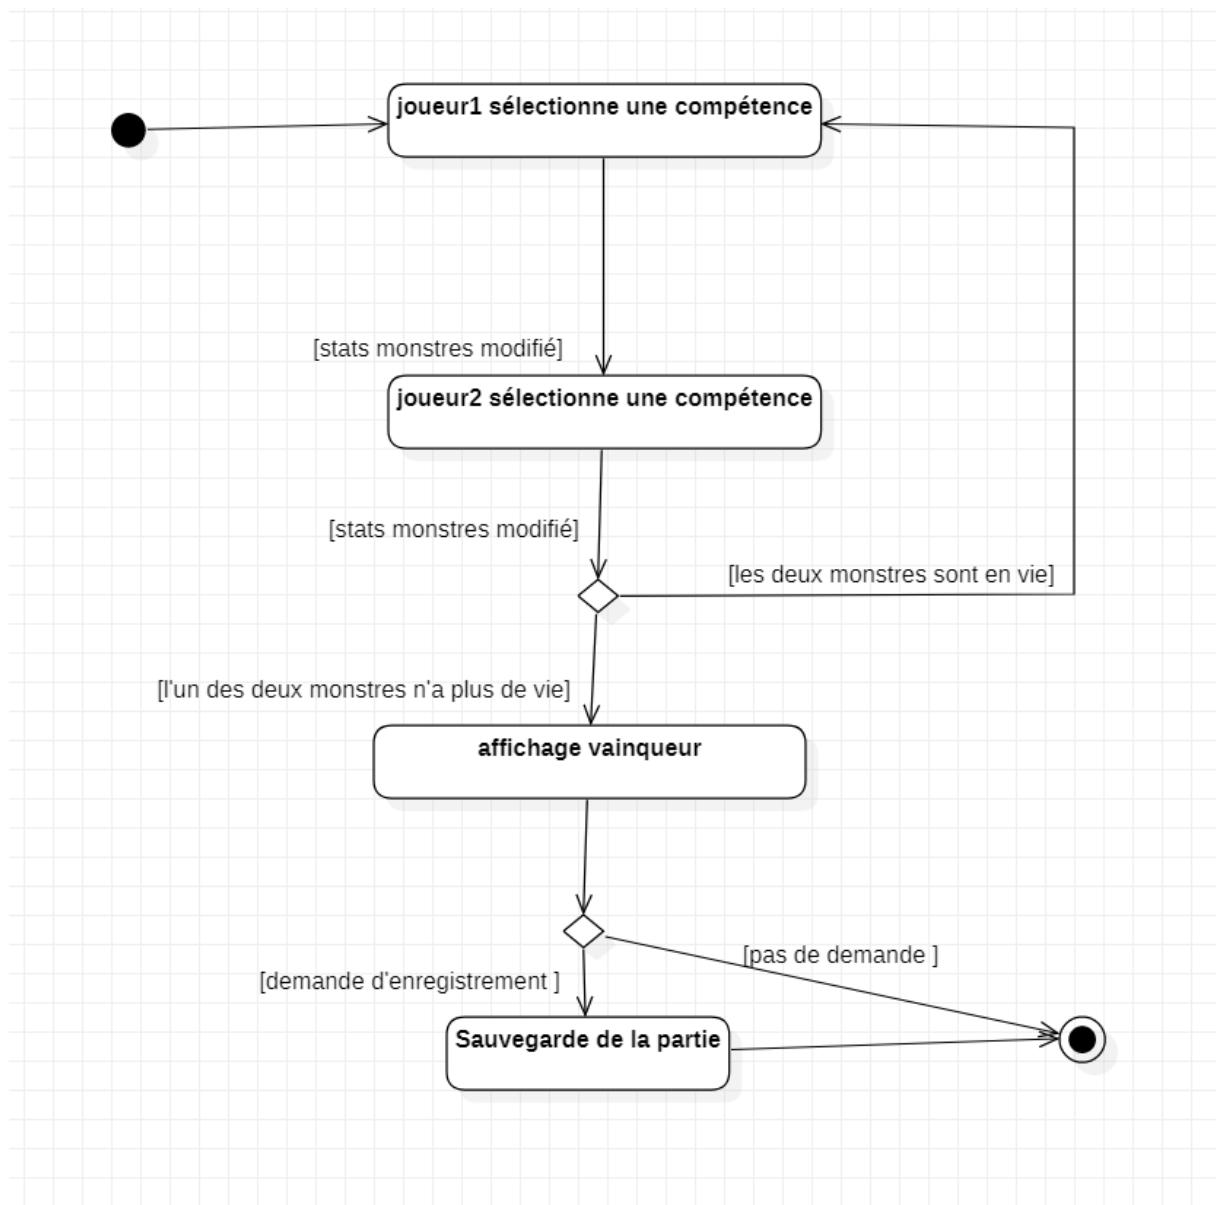 joueur1 sélectionne une compétence
[stats monstres modifié]
joueur2 sélectionne une compétence
[stats monstres modifié]
[les deux monstres sont en vie]
[l'un des deux monstres n'a plus de vie]
affichage vainqueur
[pas de demande ]
[demande d'enregistrement ]
Sauvegarde de la partie